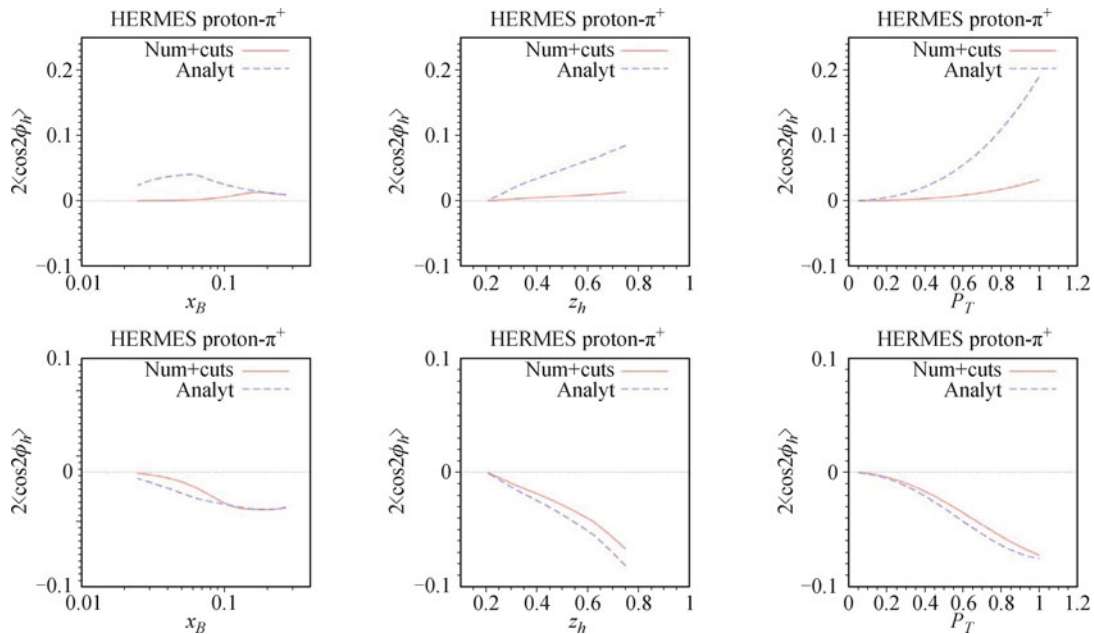 HERMES proton-π⁺ HERMES proton-π⁺ HERMES proton-π⁺
Num+cuts Num+cuts Num+cuts
Analyt Analyt Analyt
2⟨cos2ϕₕ⟩ 2⟨cos2ϕₕ⟩ 2⟨cos2ϕₕ⟩
0.2 0.2 0.2
0.1 0.1 0.1
0 0 0
−0.1 −0.1 −0.1
0.01 0.1 0.2 0.4 0.6 0.8 1 0 0.2 0.4 0.6 0.8 1 1.2
x_B z_h P_T
HERMES proton-π⁺ HERMES proton-π⁺ HERMES proton-π⁺
Num+cuts Num+cuts Num+cuts
Analyt Analyt Analyt
2⟨cos2ϕₕ⟩ 2⟨cos2ϕₕ⟩ 2⟨cos2ϕₕ⟩
0.1 0.1 0.1
0 0 0
−0.1 −0.1 −0.1
0.01 0.1 0.2 0.4 0.6 0.8 1 0 0.2 0.4 0.6 0.8 1 1.2
x_B z_h P_T